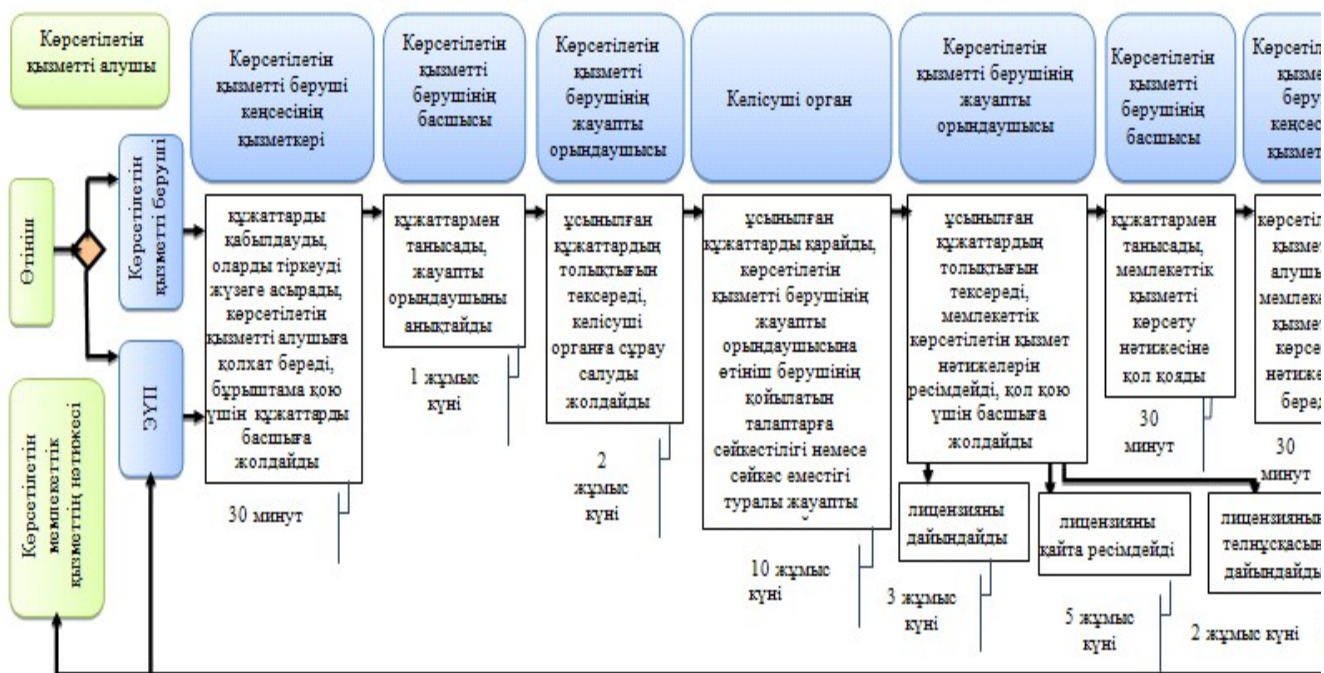 Көрсетілетін
қызметті алушы
Көрсетілетін
қызметті беруші
кеңсесінің
қызметкері
Көрсетілетін
қызметті
берушінің
басшысы
Көрсетілетін
қызметті
берушінің
жауапты
орындаушысы
Келісуші орган
Көрсетілетін
қызметті берушінің
жауапты
орындаушысы
Көрсетілетін
қызметті
берушінің
басшысы
Өтініш
Көрсетілетін
қызметті беруші
ЭҮП
Көрсетілетін
мемлекеттік
қызметтің нәтижесі
құжаттарды
қабылдауды,
оларды тіркеуді
жүзеге асырады,
көрсетілетін
қызметті алушыға
қолхат береді,
бұрыштама қою
үшін құжаттарды
басшыға
жолдайды
30 минут
құжаттармен
танысады,
жауапты
орындаушыны
анықтайды
1 жұмыс
күні
ұсынылған
құжаттардың
толықтығын
тексереді,
келісуші
органға сұрау
салуды
жолдайды
2
жұмыс
күні
ұсынылған
құжаттарды қарайды,
көрсетілетін
қызметті берушінің
жауапты
орындаушысына
өтініш берушінің
қойылатын
талаптарға
сәйкестілігі немесе
сәйкес еместігі
туралы жауапты
10 жұмыс
күні
ұсынылған
құжаттардың
толықтығын
тексереді,
мемлекеттік
көрсетілетін қызмет
нәтижелерін
ресімдейді, қол қою
үшін басшыға
жолдайды
лицензияны
дайындайды
3 жұмыс
күні
лицензияны
қайта ресімдейді
5 жұмыс
күні
дайындайды
2 жұмыс күні
құжаттармен
танысады,
мемлекеттік
қызметті
көрсету
нәтижесіне
қол қояды
30
минут
30
минут